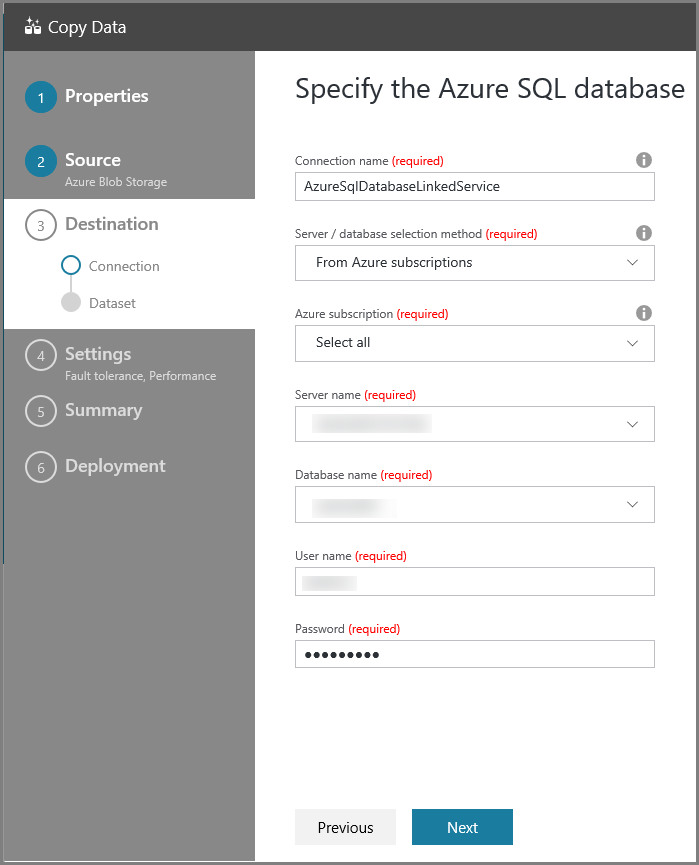 Copy Data
1 Properties
2 Source
Azure Blob Storage
3 Destination
Connection
Dataset
4 Settings
Fault tolerance, Performance
5 Summary
6 Deployment
Specify the Azure SQL database
Connection name (required)
AzureSqlDatabaseLinkedService
Server / database selection method (required)
From Azure subscriptions
Azure subscription (required)
Select all
Server name (required)
Database name (required)
User name (required)
Password (required)
●●●●●●●●●
Previous
Next